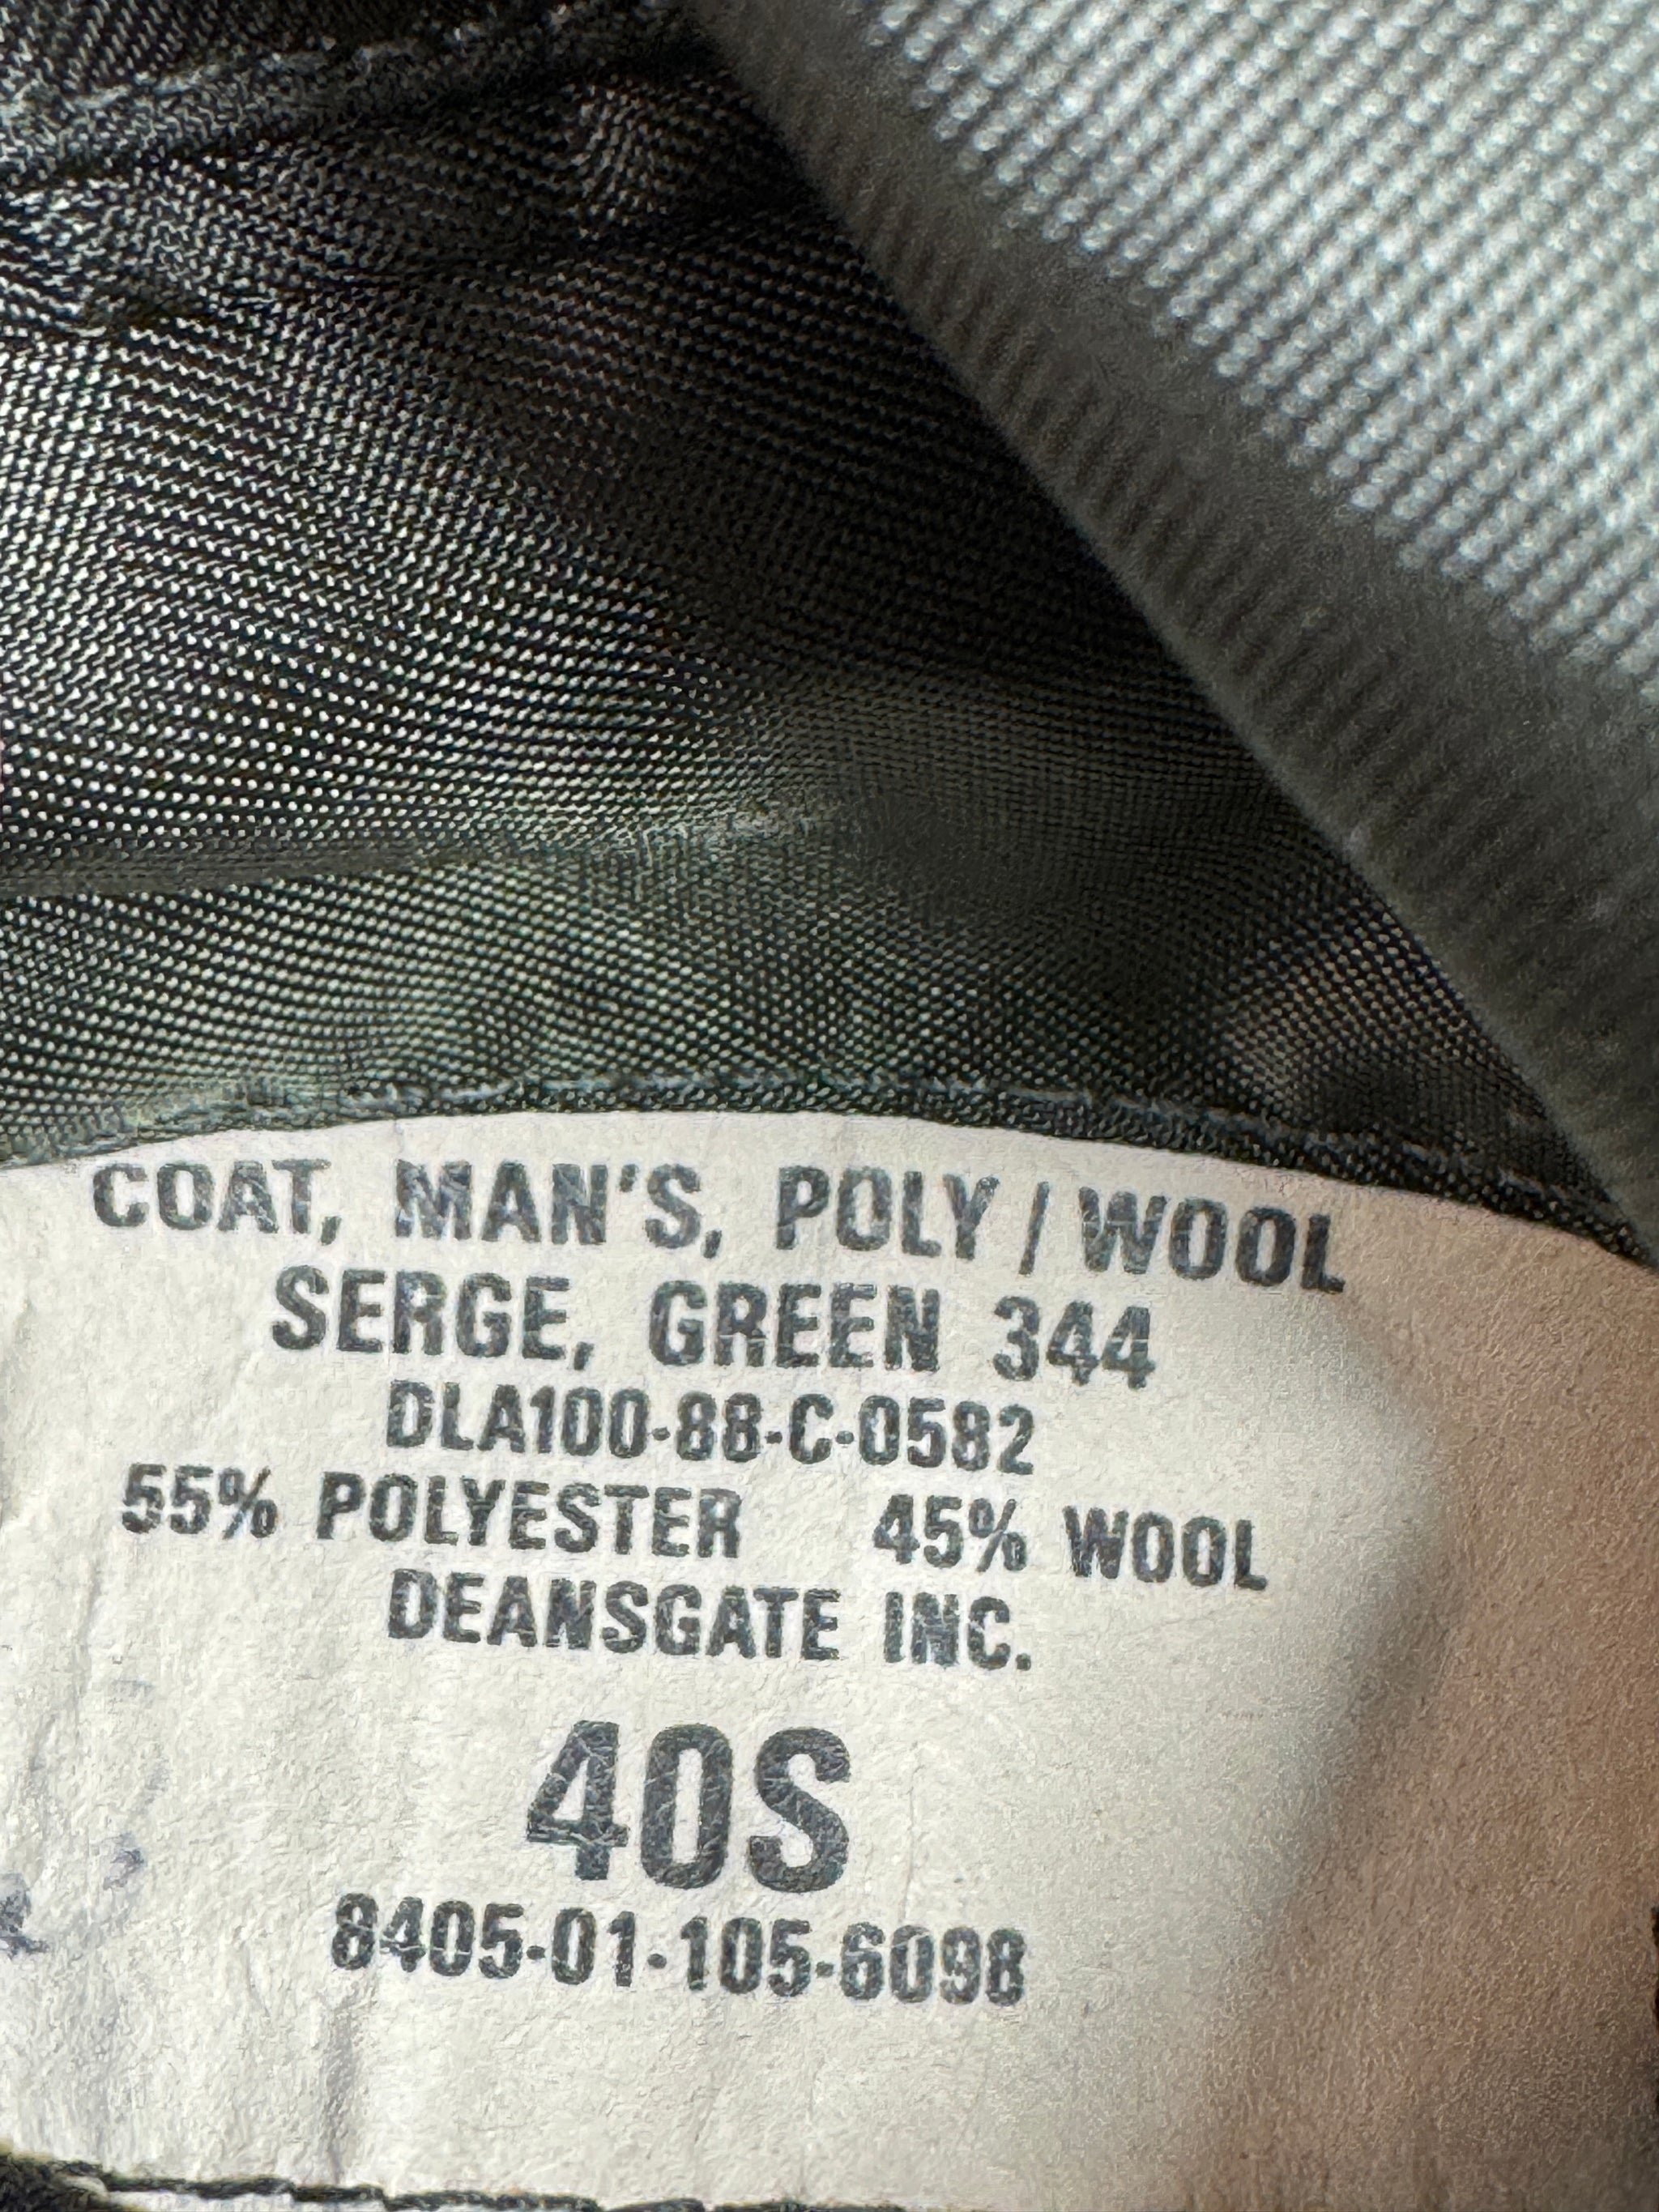 COAT, MAN'S, POLY / WOOL
SERGE, GREEN 344
DLA100-88-C-0582
55% POLYESTER 45% WOOL
DEANSGATE INC.
40S
8405-01-105-6098